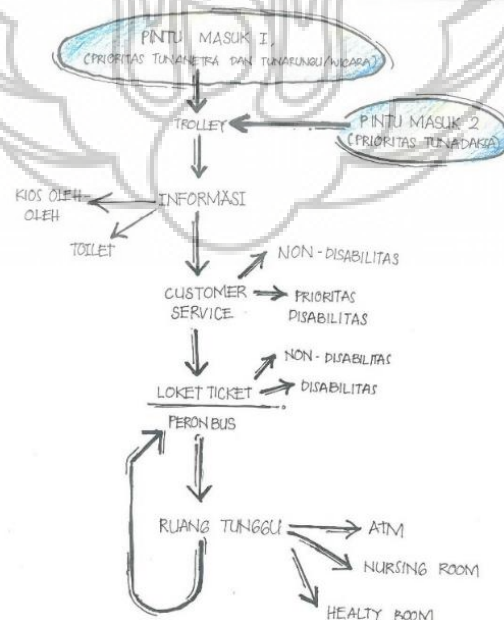 PINTU MASUK I,
(PRIORITAS TUNANETRA DAN TUNARUNGU/WICARA)
TROLLEY
PINTU MASUK 2
(PRIORITAS TUNADAKSA)
INFORMASI
KIOS OLEH-
OLEH
TOILET
NON-DISABILITAS
CUSTOMER
SERVICE
PRIORITAS
DISABILITAS
NON-DISABILITAS
LOKET TICKET
DISABILITAS
PERON BUS
RUANG TUNGGU
ATM
NURSING ROOM
HEALTY ROOM